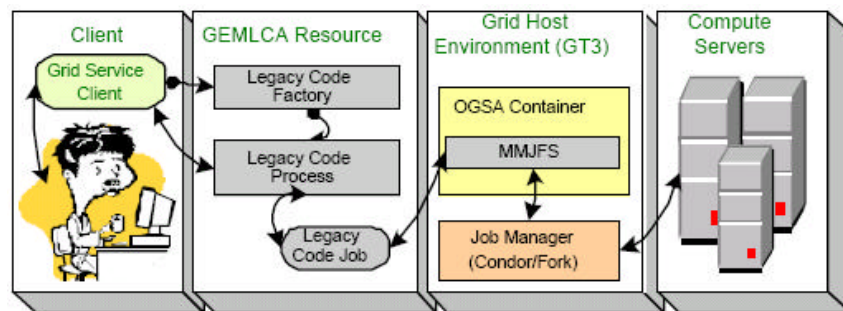 Client
Grid Service
Client
GEMLCA Resource
Legacy Code
Factory
Legacy Code
Process
Legacy
Code Job
Grid Host
Environment (GT3)
OGSA Container
MMJFS
Job Manager
(Condor/Fork)
Compute
Servers